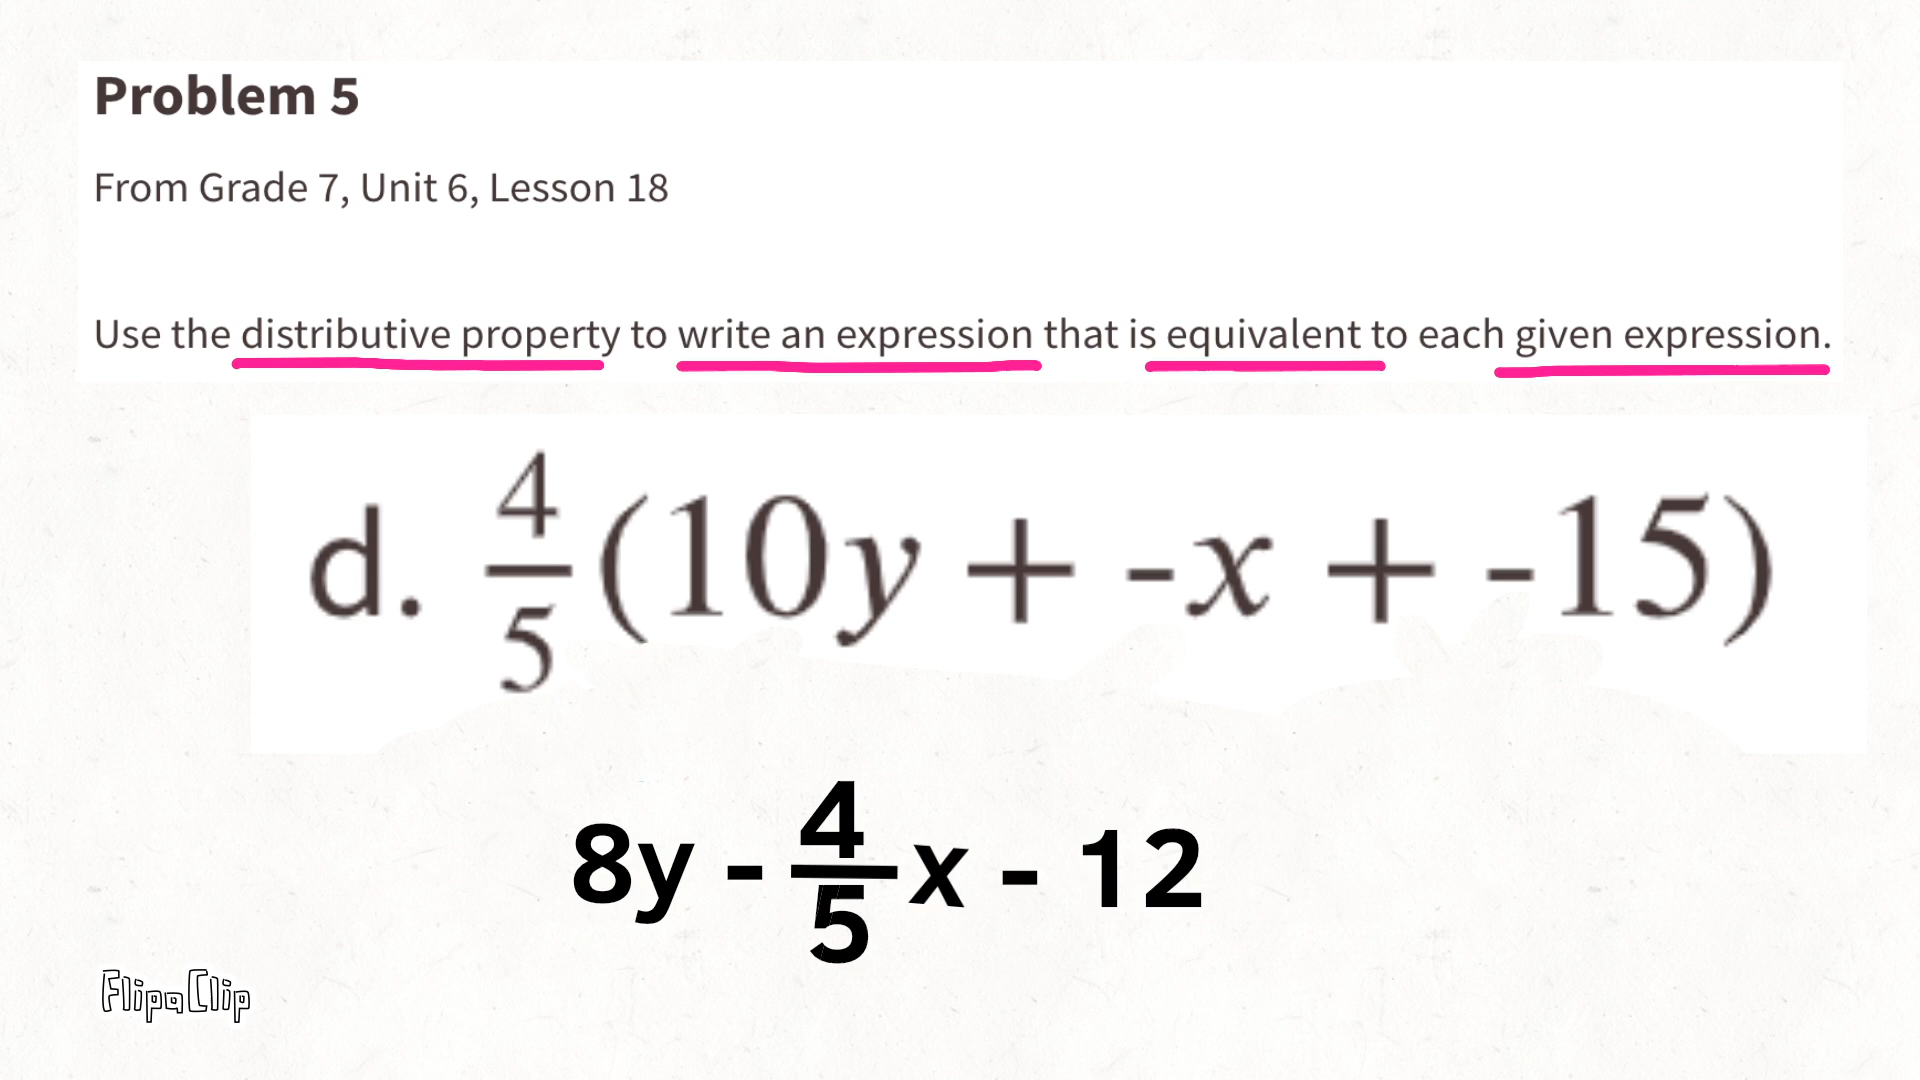 Problem 5
From Grade 7, Unit 6, Lesson 18
Use the distributive property to write an expression that is equivalent to each given expression.
d. 4/5(10y + -x + -15)
8y - 4/5x - 12
FlipaClip